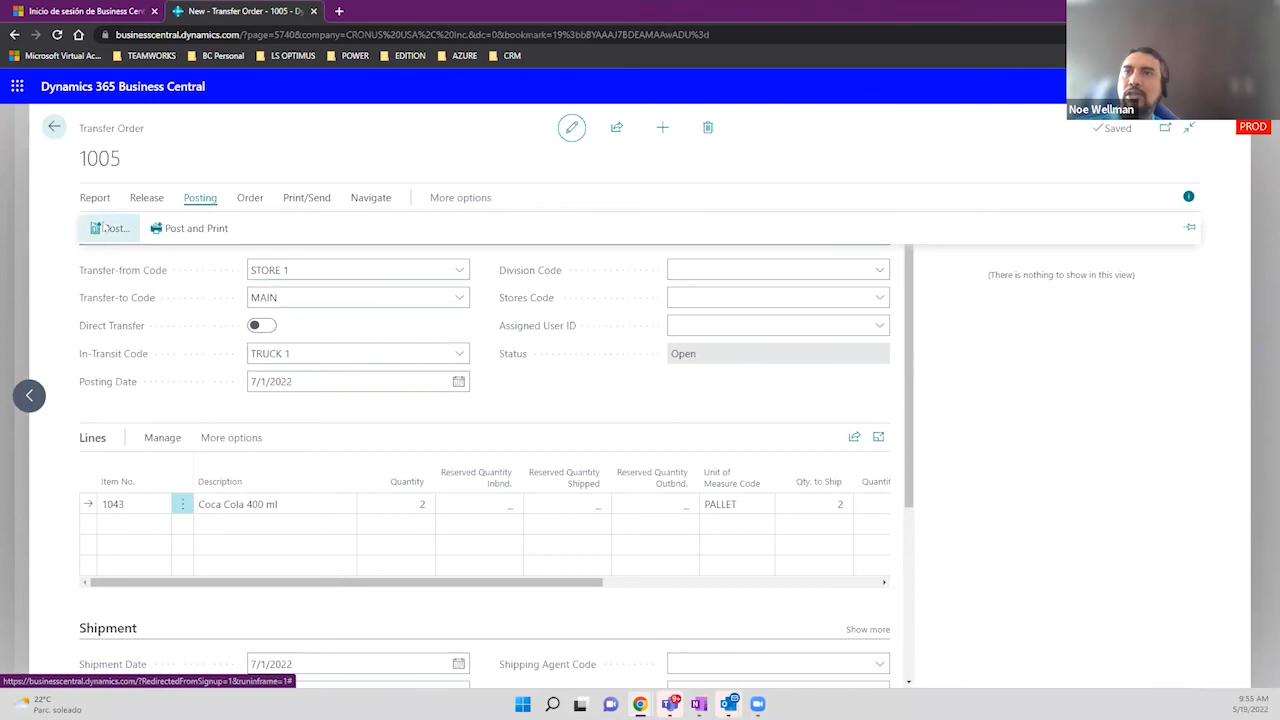 Inicio de sesión de Business Cent
New - Transfer Order - 1005 - Dy
businesscentral.dynamics.com/?page=5740&company=CRONUS%20USA%2C%20Inc.&dc=0&bookmark=19%3bbBYAAAJ7BDEAMAAwADU%3d
Microsoft Virtual Ac...
TEAMWORKS
BC Personal
LS OPTIMUS
POWER
EDITION
AZURE
CRM
Dynamics 365 Business Central
Noe Wellman
Transfer Order
Saved
PROD
1005
Report
Release
Posting
Order
Print/Send
Navigate
More options
Post...
Post and Print
Transfer-from Code
STORE 1
Division Code
(There is nothing to show in this view)
Transfer-to Code
MAIN
Stores Code
Direct Transfer
Assigned User ID
In-Transit Code
TRUCK 1
Status
Open
Posting Date
7/1/2022
Lines
Manage
More options
Item No.
Description
Quantity
Reserved Quantity Inbnd.
Reserved Quantity Shipped
Reserved Quantity Outbnd.
Unit of Measure Code
Qty. to Ship
Quantit
1043
Coca Cola 400 ml
2
_
_
_
PALLET
2
Shipment
Show more
Shipment Date
7/1/2022
Shipping Agent Code
https://businesscentral.dynamics.com/?RedirectedFromSignup=1&runinframe=1#
22°C
Parc. soleado
9:55 AM
5/19/2022